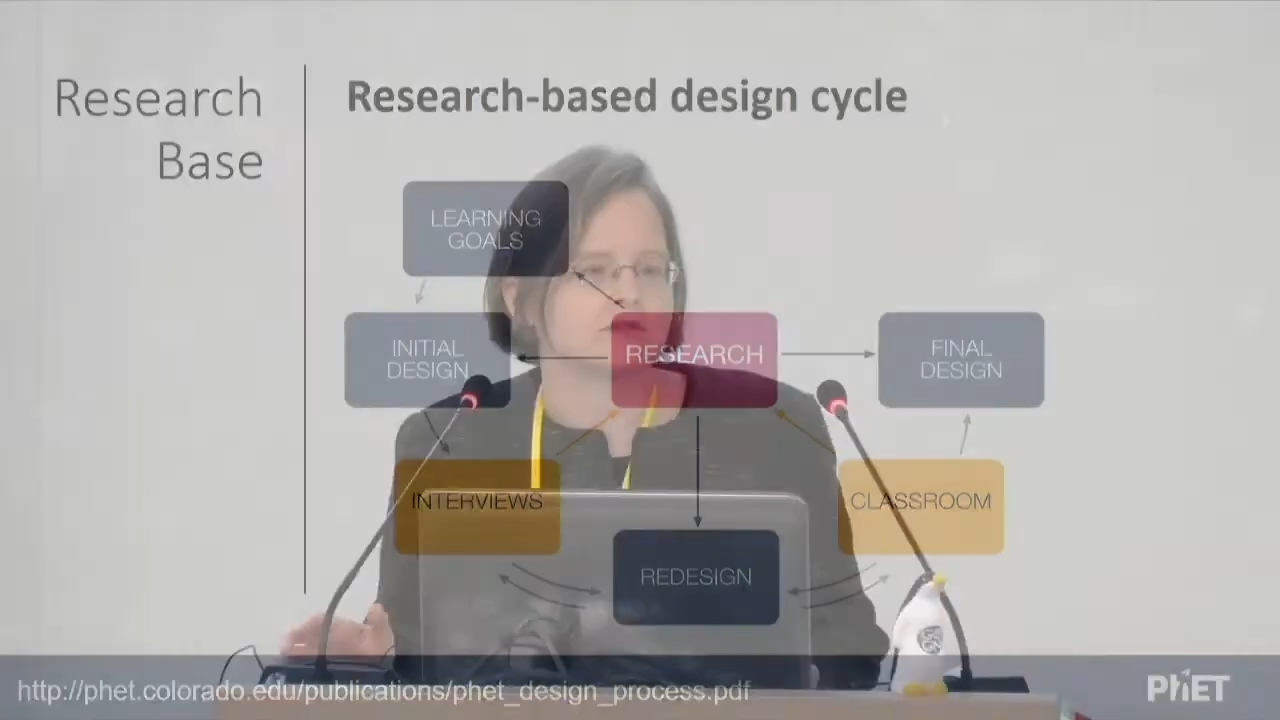 Research
Base
Research-based design cycle
LEARNING
GOALS
INITIAL
DESIGN
RESEARCH
FINAL
DESIGN
INTERVIEWS
CLASSROOM
REDESIGN
http://phet.colorado.edu/publications/phet_design_process.pdf
PhET